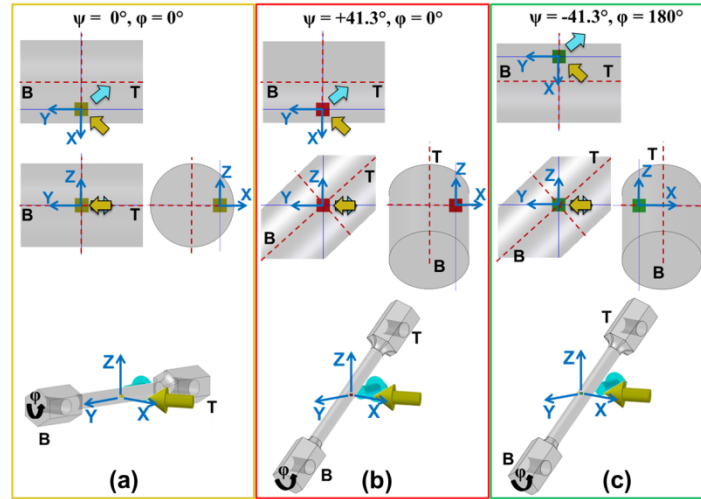 ψ = 0°, φ = 0°
B
T
Y
X
Z
Z
B
Y
T
X
Z
Y
X
φ
B
T
(a)
ψ = +41.3°, φ = 0°
B
T
Y
X
Z
T
T
Z
Y
X
B
B
T
Z
Y
X
φ
B
(b)
ψ = -41.3°, φ = 180°
Y
B
T
X
Z
T
T
Z
Y
X
B
B
T
Z
Y
X
B
φ
(c)